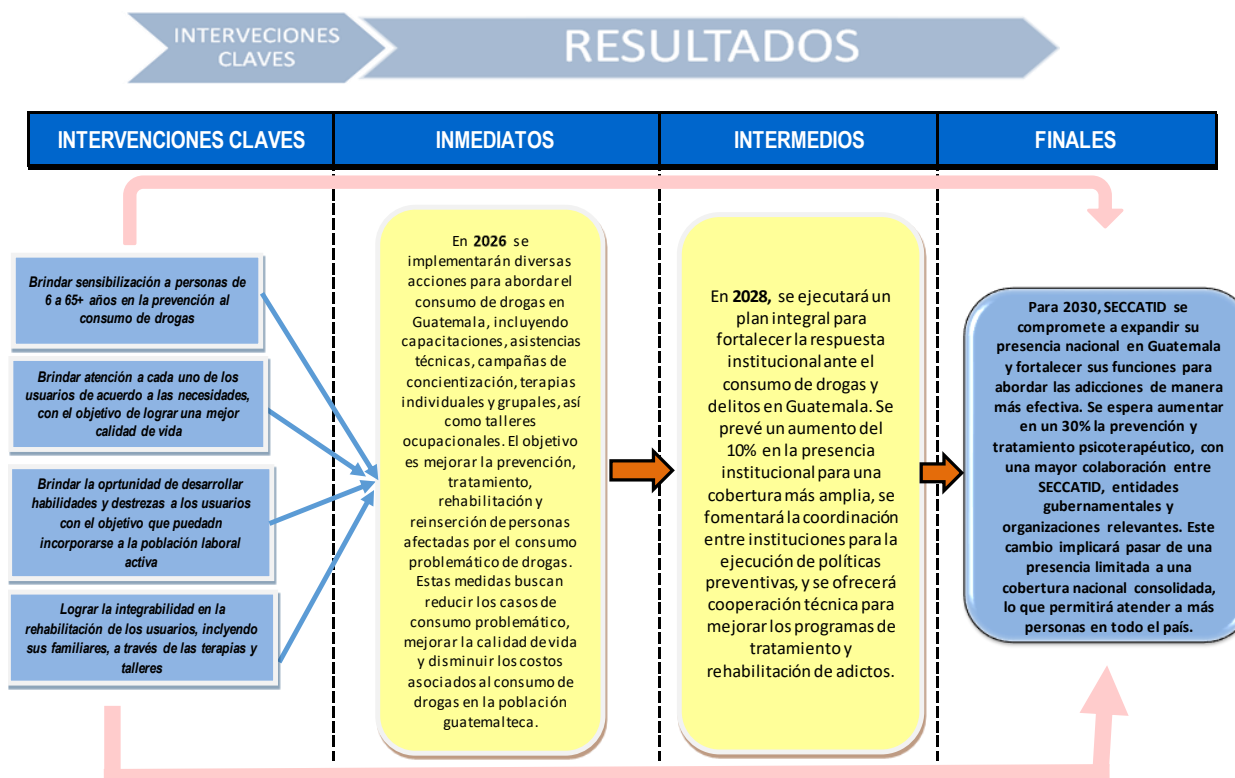 INTERVECIONES
CLAVES
RESULTADOS
INTERVENCIONES CLAVES
INMEDIATOS
INTERMEDIOS
FINALES
Brindar sensibilización a personas de
6 a 65+ años en la prevención al
consumo de drogas
Brindar atención a cada uno de los
usuarios de acuerdo a las necesidades,
con el objetivo de lograr una mejor
calidad de vida
Brindar la oprtunidad de desarrollar
habilidades y destrezas a los usuarios
con el objetivo que puedadn
incorporarse a la población laboral
activa
Lograr la integrabilidad en la
rehabilitación de los usuarios, incluyendo
sus familiares, a través de las terapias y
talleres
En 2026 se
implementarán diversas
acciones para abordar el
consumo de drogas en
Guatemala, incluyendo
capacitaciones, asistencias
técnicas, campañas de
concientización, terapias
individuales y grupales, así
como talleres
ocupacionales. El objetivo
es mejorar la prevención,
tratamiento,
rehabilitación y
reinserción de personas
afectadas por el consumo
problemático de drogas.
Estas medidas buscan
reducir los casos de
consumo problemático,
mejorar la calidad de vida
y disminuir los costos
asociados al consumo de
drogas en la población
guatemalteca.
En 2028, se ejecutará un
plan integral para
fortalecer la respuesta
institucional ante el
consumo de drogas y
delitos en Guatemala. Se
prevé un aumento del
10% en la presencia
institucional para una
cobertura más amplia, se
fomentará la coordinación
entre instituciones para la
ejecución de políticas
preventivas, y se ofrecerá
cooperación técnica para
mejorar los programas de
tratamiento y
rehabilitación de adictos.
Para 2030, SECCATID se
compromete a expandir su
presencia nacional en Guatemala
y fortalecer sus funciones para
abordar las adicciones de manera
más efectiva. Se espera aumentar
en un 30% la prevención y
tratamiento psicoterapéutico, con
una mayor colaboración entre
SECCATID, entidades
gubernamentales y
organizaciones relevantes. Este
cambio implicará pasar de una
presencia limitada a una
cobertura nacional consolidada,
lo que permitirá atender a más
personas en todo el país.